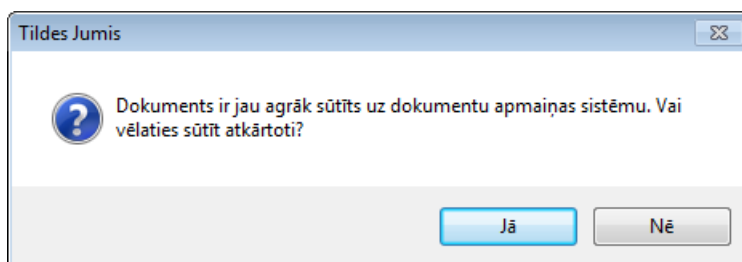 Tildes Jumis
Dokuments ir jau agrāk sūtīts uz dokumentu apmaiņas sistēmu. Vai
vēlaties sūtīt atkārtoti?
Jā
Nē